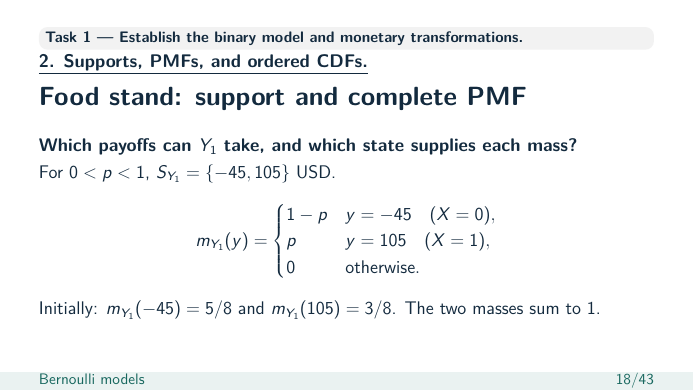 Task 1 — Establish the binary model and monetary transformations.
2. Supports, PMFs, and ordered CDFs.
Food stand: support and complete PMF
Which payoffs can Y₁ take, and which state supplies each mass?
For 0 < p < 1, S_{Y₁} = {−45, 105} USD.
m_{Y₁}(y) = { 1 − p   y = −45   (X = 0),
p   y = 105   (X = 1),
0   otherwise.
Initially: m_{Y₁}(−45) = 5/8 and m_{Y₁}(105) = 3/8. The two masses sum to 1.
Bernoulli models 18/43